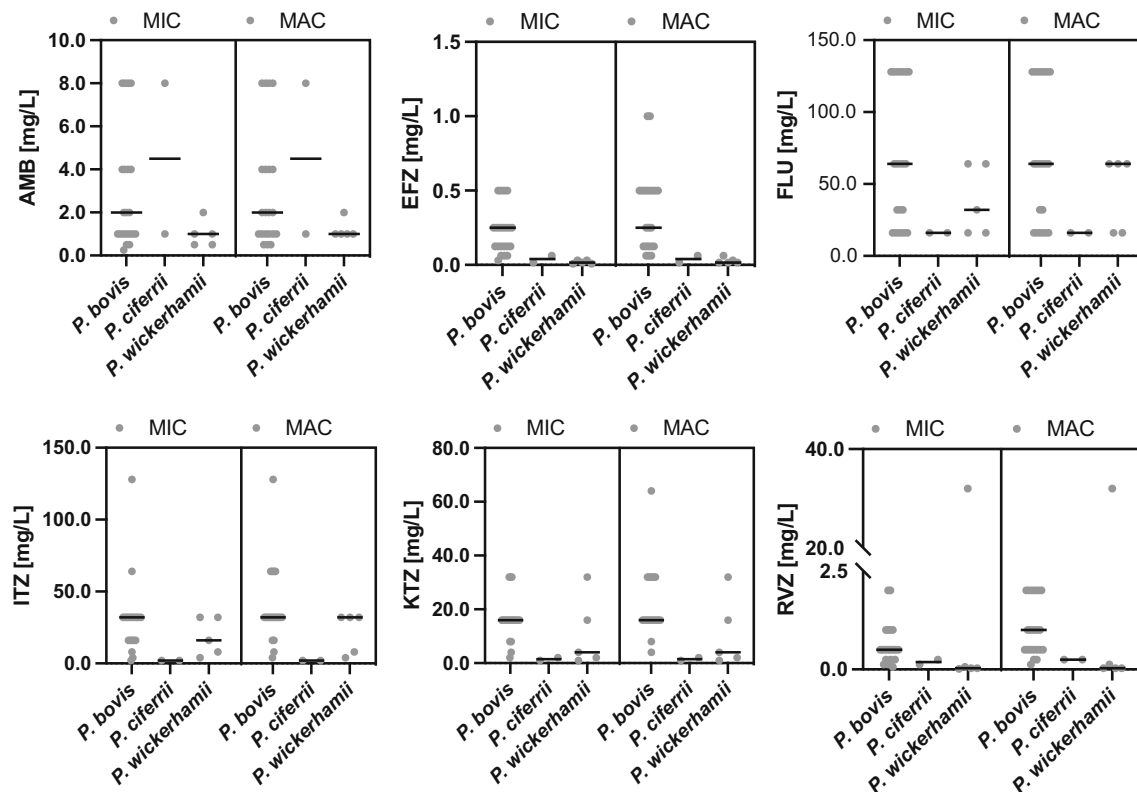 MIC MAC
AMB [mg/L]
10.0
8.0
6.0
4.0
2.0
0.0
P. bovis P. ciferrii P. wickerhamii P. bovis P. ciferrii P. wickerhamii
MIC MAC
EFZ [mg/L]
1.5
1.0
0.5
0.0
P. bovis P. ciferrii P. wickerhamii P. bovis P. ciferrii P. wickerhamii
MIC MAC
FLU [mg/L]
150.0
100.0
50.0
0.0
P. bovis P. ciferrii P. wickerhamii P. bovis P. ciferrii P. wickerhamii
MIC MAC
ITZ [mg/L]
150.0
100.0
50.0
0.0
P. bovis P. ciferrii P. wickerhamii P. bovis P. ciferrii P. wickerhamii
MIC MAC
KTZ [mg/L]
80.0
60.0
40.0
20.0
0.0
P. bovis P. ciferrii P. wickerhamii P. bovis P. ciferrii P. wickerhamii
MIC MAC
RVZ [mg/L]
40.0
20.0
2.5
0.0
P. bovis P. ciferrii P. wickerhamii P. bovis P. ciferrii P. wickerhamii